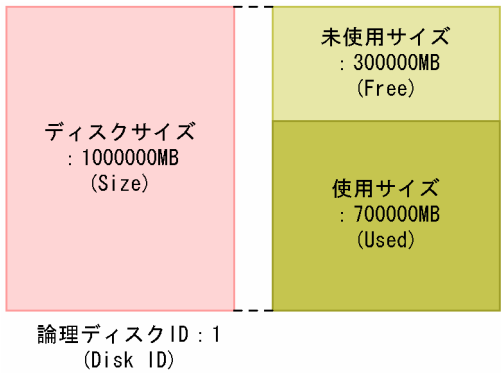 ディスクサイズ
：1000000MB
(Size)
未使用サイズ
：300000MB
(Free)
使用サイズ
：700000MB
(Used)
論理ディスクID：1
(Disk ID)